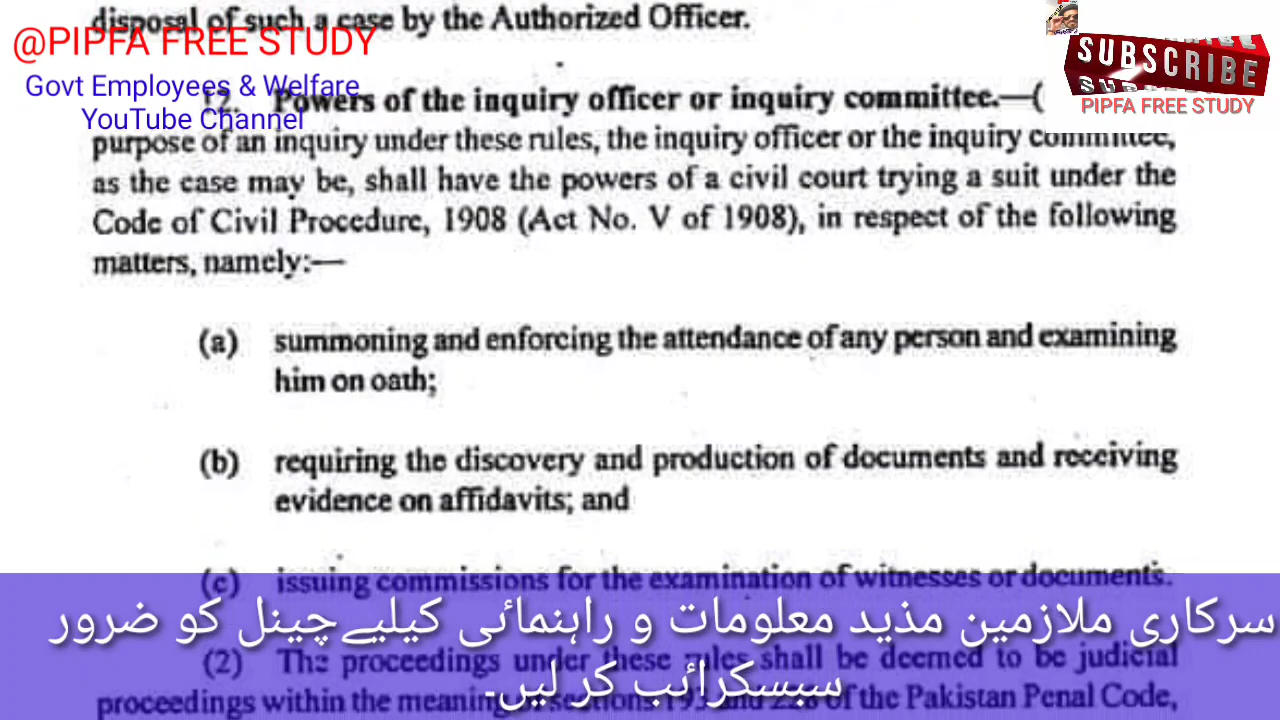 disposal of such a case by the Authorized Officer.
@PIPFA FREE STUDY
Govt Employees & Welfare
YouTube Channel
SUBSCRIBE
PIPFA FREE STUDY
12. Powers of the inquiry officer or inquiry committee.—(
purpose of an inquiry under these rules, the inquiry officer or the inquiry committee,
as the case may be, shall have the powers of a civil court trying a suit under the
Code of Civil Procedure, 1908 (Act No. V of 1908), in respect of the following
matters, namely:—
(a) summoning and enforcing the attendance of any person and examining
him on oath;
(b) requiring the discovery and production of documents and receiving
evidence on affidavits; and
(c) issuing commissions for the examination of witnesses or documents.
سرکاری ملازمین مذید معلومات و راہنمائی کیلیے چینل کو ضرور
سبسکرائب کر لیں۔
(2) The proceedings under these rules shall be deemed to be judicial
proceedings within the meaning of sections 193 and 228 of the Pakistan Penal Code,